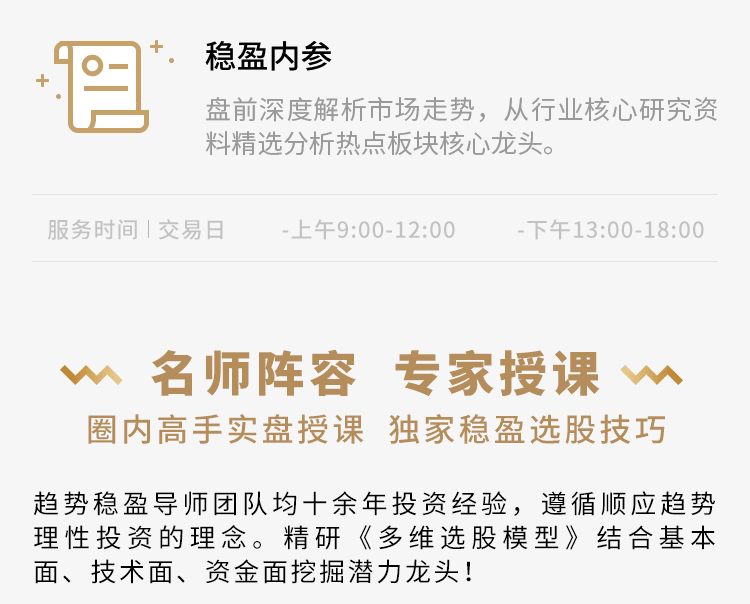 稳盈内参
盘前深度解析市场走势，从行业核心研究资
料精选分析热点板块核心龙头。
服务时间 | 交易日 -上午9:00-12:00 -下午13:00-18:00
名师阵容 专家授课
圈内高手实盘授课 独家稳盈选股技巧
趋势稳盈导师团队均十余年投资经验，遵循顺应趋势
理性投资的理念。精研《多维选股模型》结合基本
面、技术面、资金面挖掘潜力龙头！